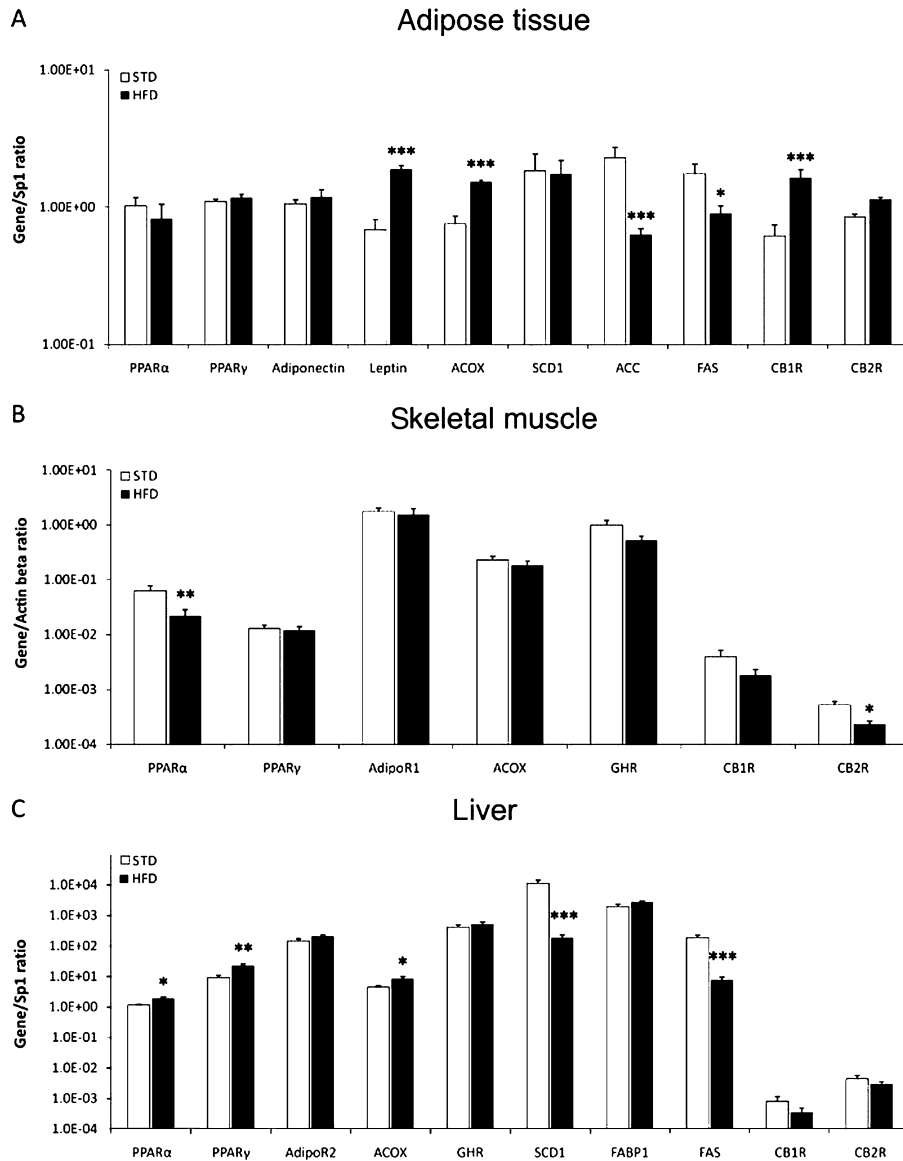 A
Adipose tissue
Gene/Sp1 ratio
1.00E+01
1.00E+00
1.00E-01
STD
HFD
*** *** *** * ***
PPARα PPARγ Adiponectin Leptin ACOX SCD1 ACC FAS CB1R CB2R
B
Skeletal muscle
Gene/Actin beta ratio
1.00E+01
1.00E+00
1.00E-01
1.00E-02
1.00E-03
1.00E-04
STD
HFD
** *
PPARα PPARγ AdipoR1 ACOX GHR CB1R CB2R
C
Liver
Gene/Sp1 ratio
1.0E+04
1.0E+03
1.0E+02
1.0E+01
1.0E+00
1.0E-01
1.0E-02
1.0E-03
1.0E-04
STD
HFD
* ** * *** ***
PPARα PPARγ AdipoR2 ACOX GHR SCD1 FABP1 FAS CB1R CB2R